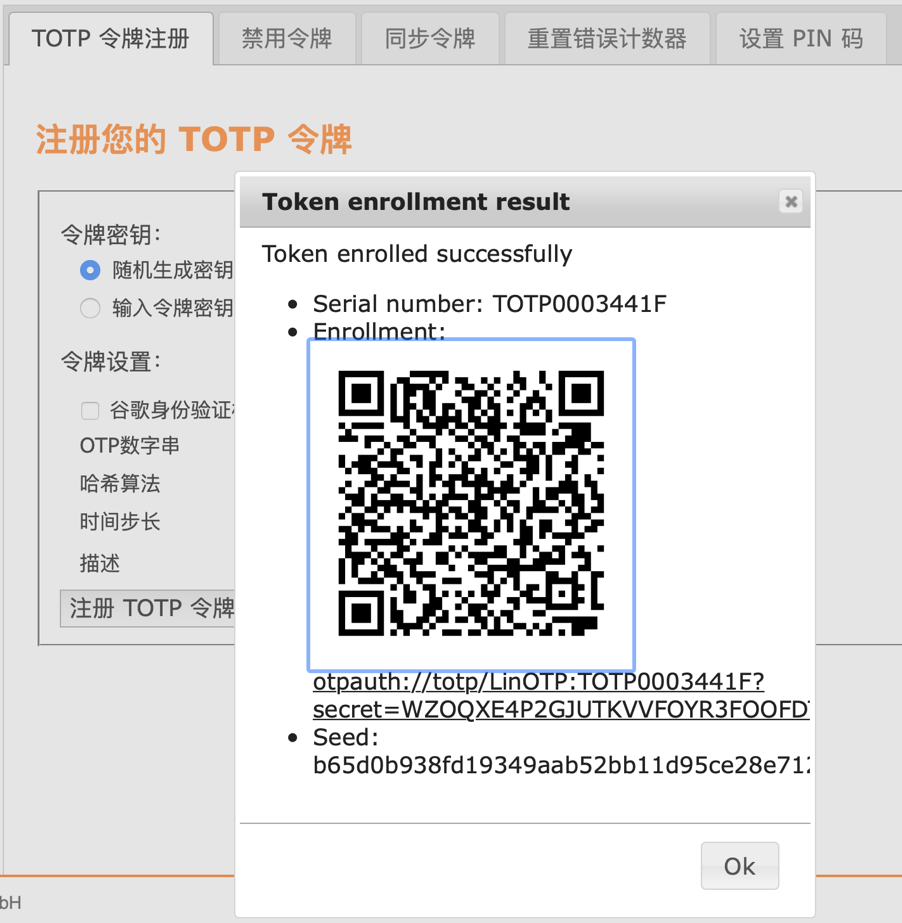 TOTP 令牌注册
禁用令牌
同步令牌
重置错误计数器
设置 PIN 码
注册您的 TOTP 令牌
令牌密钥:
随机生成密钥
输入令牌密钥
令牌设置:
谷歌身份验证
OTP数字串
哈希算法
时间步长
描述
注册 TOTP 令牌
Token enrollment result
Token enrolled successfully
• Serial number: TOTP0003441F
• Enrollment:
otpauth://totp/LinOTP:TOTP0003441F?
secret=WZOQXE4P2GJUTKVVFOYR3FOOFD
• Seed:
b65d0b938fd19349aab52bb11d95ce28e712
Ok
bH